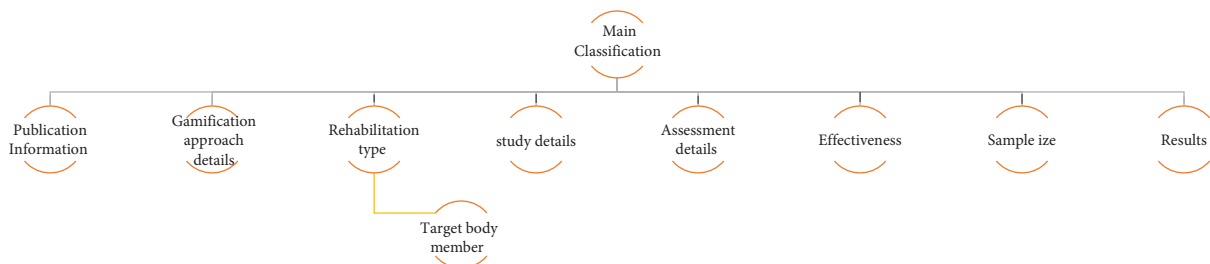 Main
Classification
Publication
Information
Gamification
approach
details
Rehabilitation
type
study details
Assessment
details
Effectiveness
Sample ize
Results
Target body
member